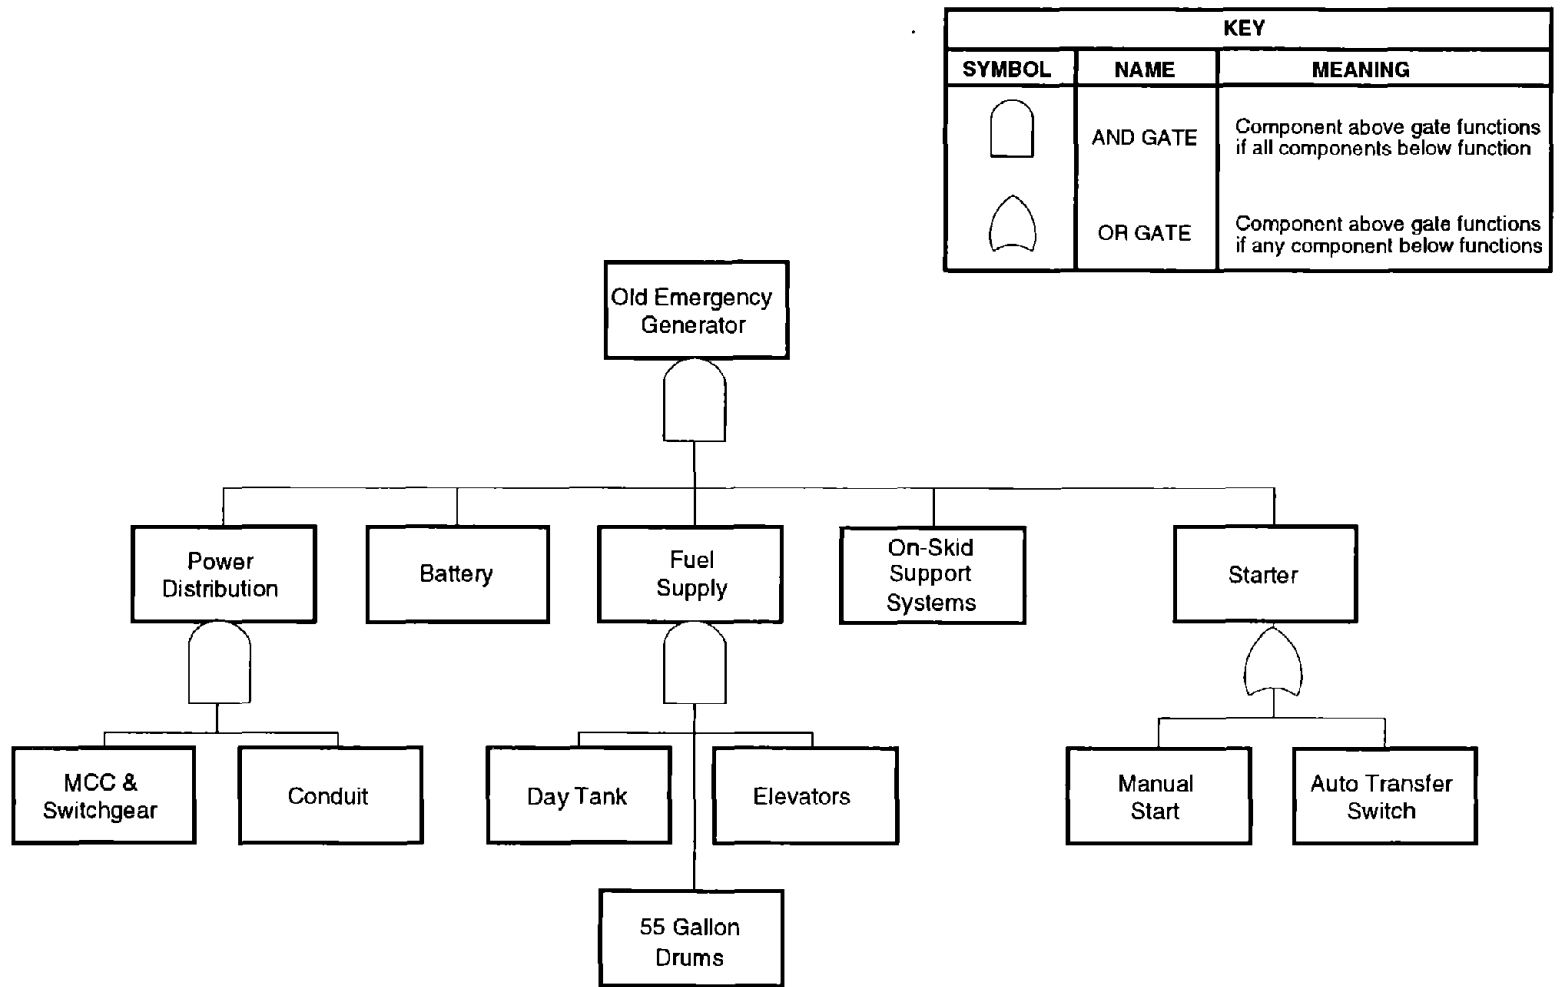 KEY
SYMBOL NAME MEANING
AND GATE
Component above gate functions
if all components below function
OR GATE
Component above gate functions
if any component below functions
Old Emergency
Generator
Power
Distribution
Battery
Fuel
Supply
On-Skid
Support
Systems
Starter
MCC &
Switchgear
Conduit
Day Tank
Elevators
Manual
Start
Auto Transfer
Switch
55 Gallon
Drums